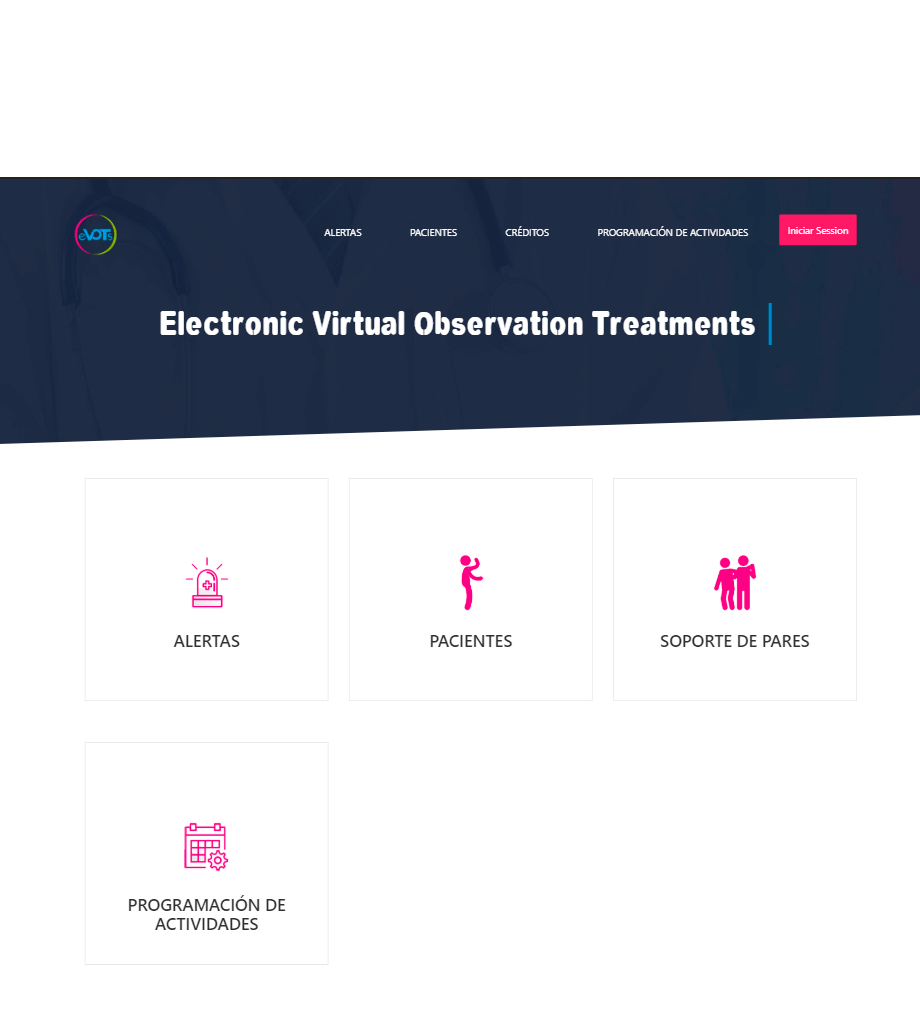 eVOTs
ALERTAS
PACIENTES
CRÉDITOS
PROGRAMACIÓN DE ACTIVIDADES
Iniciar Session
Electronic Virtual Observation Treatments
ALERTAS
PACIENTES
SOPORTE DE PARES
PROGRAMACIÓN DE
ACTIVIDADES